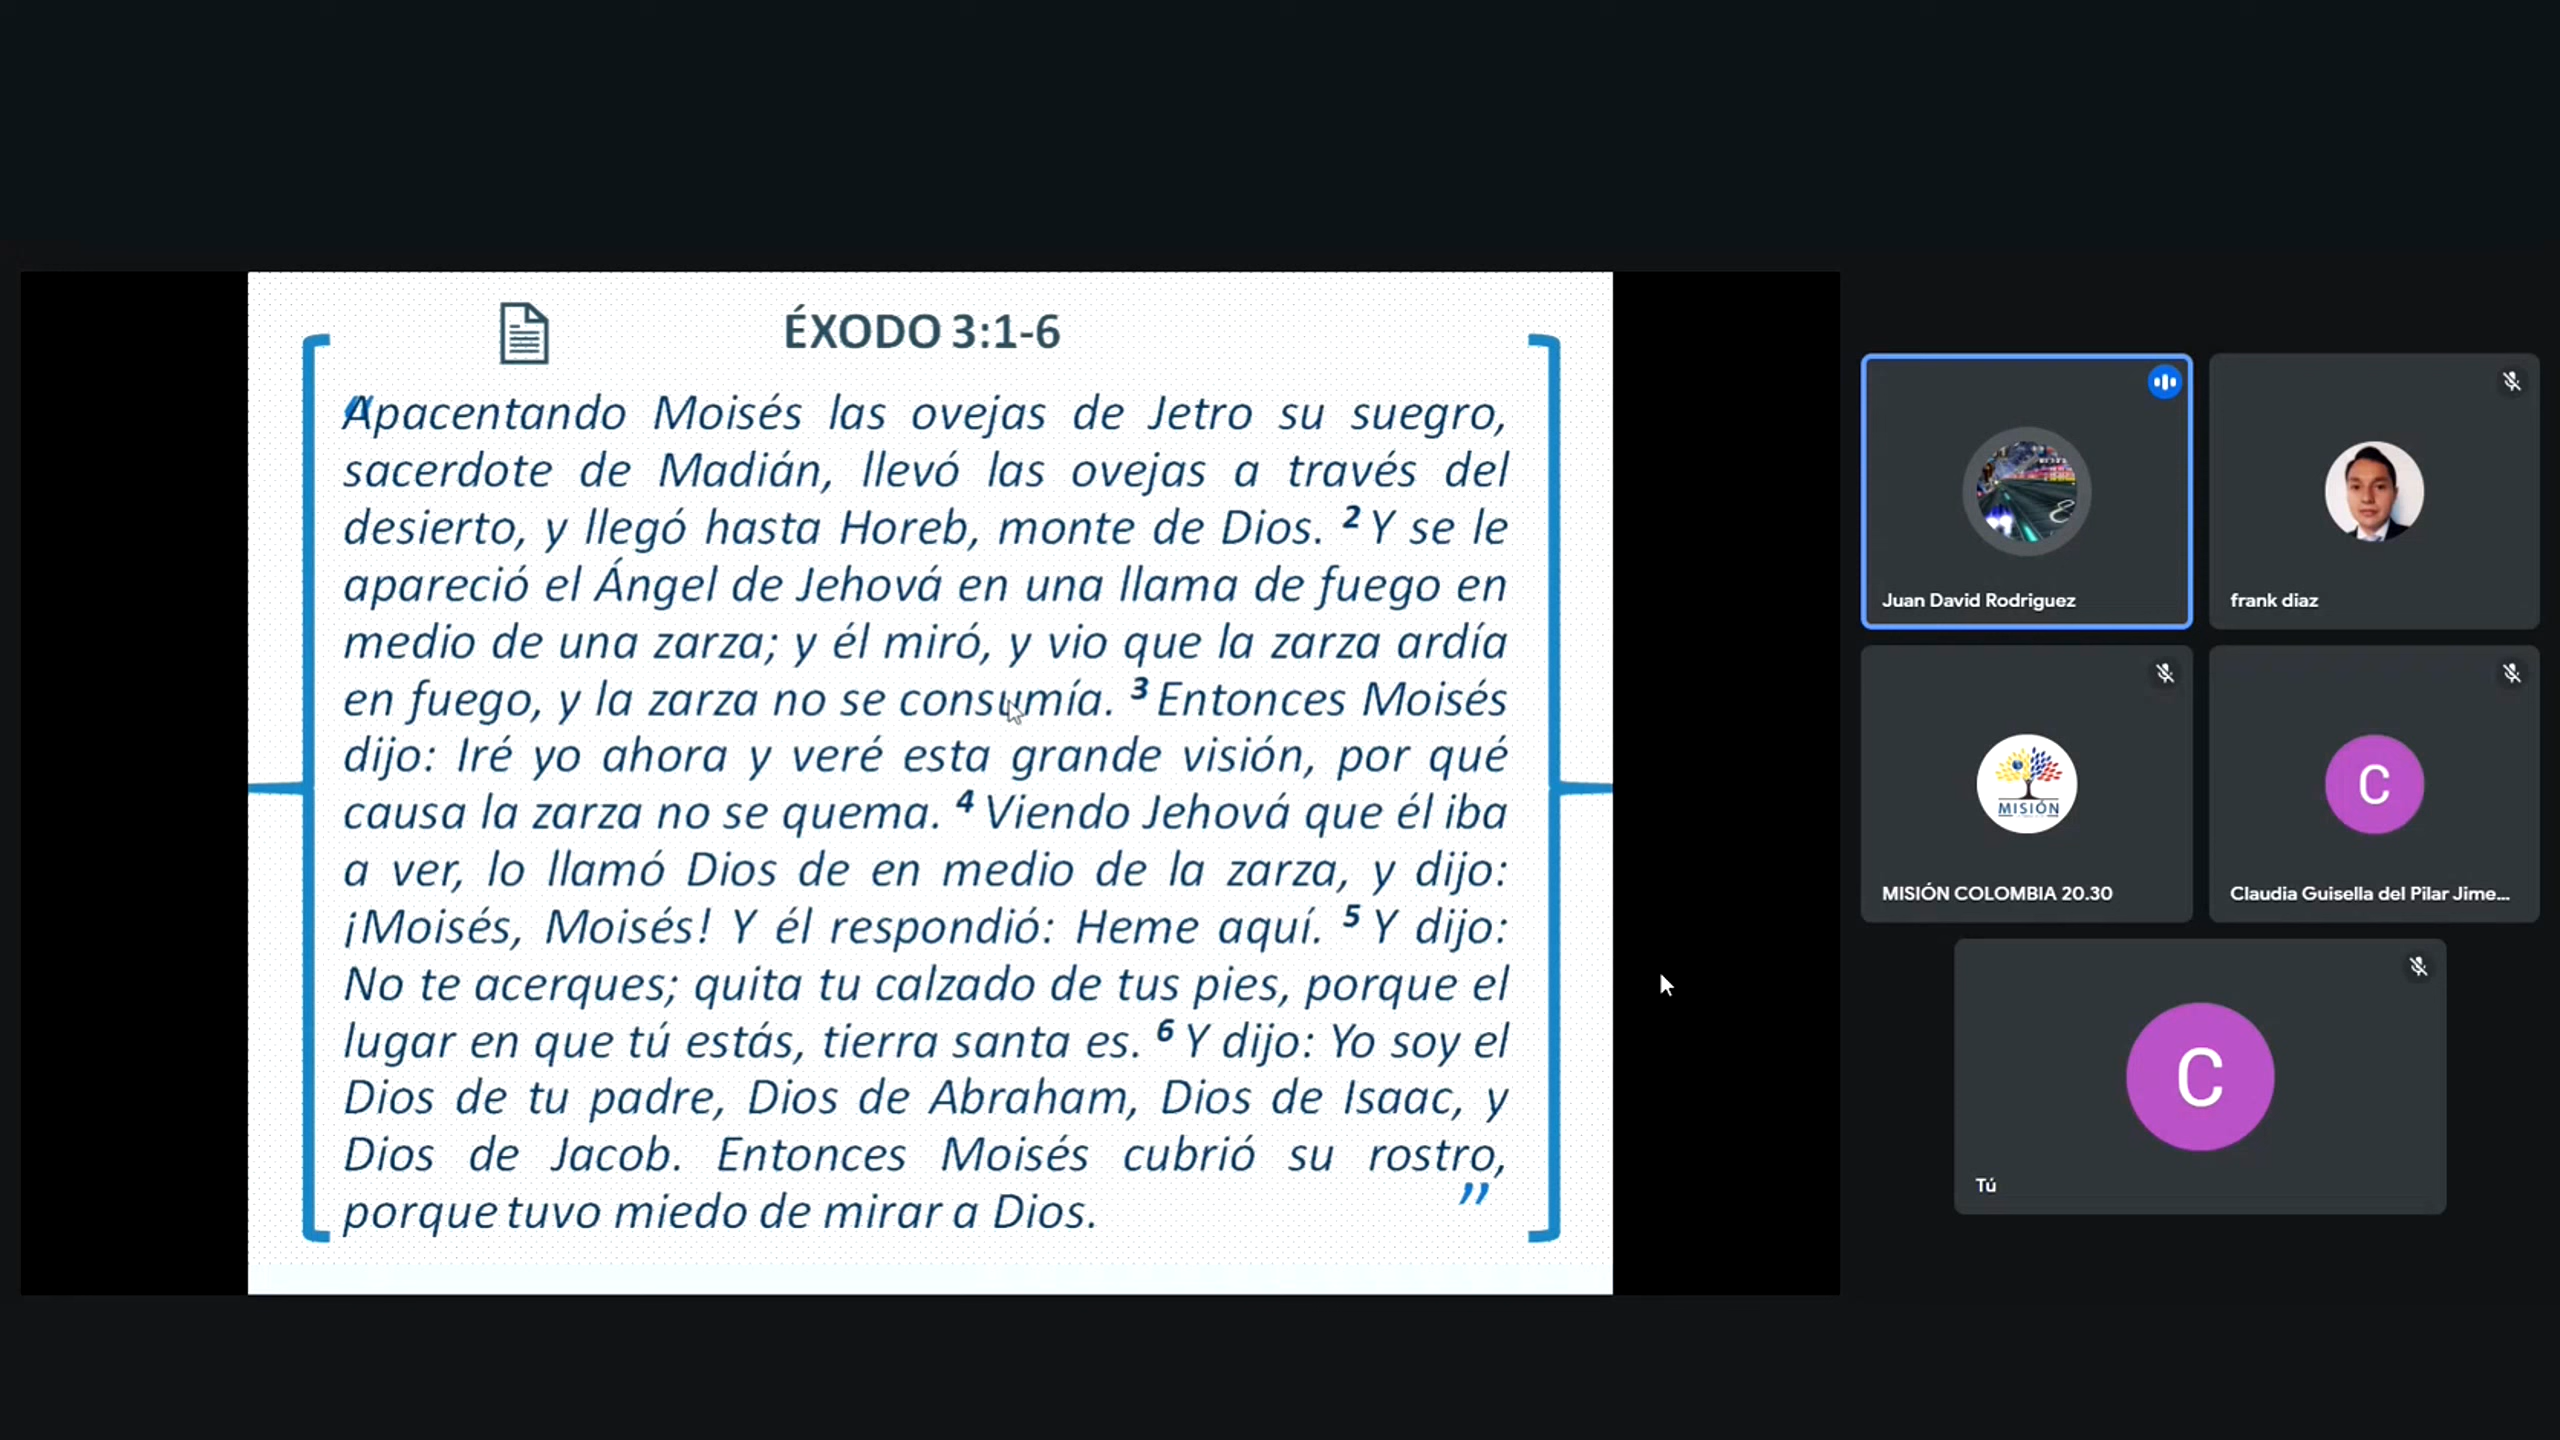 ÉXODO 3:1-6
“Apacentando Moisés las ovejas de Jetro su suegro,
sacerdote de Madián, llevó las ovejas a través del
desierto, y llegó hasta Horeb, monte de Dios. 2 Y se le
apareció el Ángel de Jehová en una llama de fuego en
medio de una zarza; y él miró, y vio que la zarza ardía
en fuego, y la zarza no se consumía. 3 Entonces Moisés
dijo: Iré yo ahora y veré esta grande visión, por qué
causa la zarza no se quema. 4 Viendo Jehová que él iba
a ver, lo llamó Dios de en medio de la zarza, y dijo:
¡Moisés, Moisés! Y él respondió: Heme aquí. 5 Y dijo:
No te acerques; quita tu calzado de tus pies, porque el
lugar en que tú estás, tierra santa es. 6 Y dijo: Yo soy el
Dios de tu padre, Dios de Abraham, Dios de Isaac, y
Dios de Jacob. Entonces Moisés cubrió su rostro,
porque tuvo miedo de mirar a Dios. ”
Juan David Rodriguez
frank diaz
MISIÓN
MISIÓN COLOMBIA 20.30
C
Claudia Guisella del Pilar Jime...
C
Tú